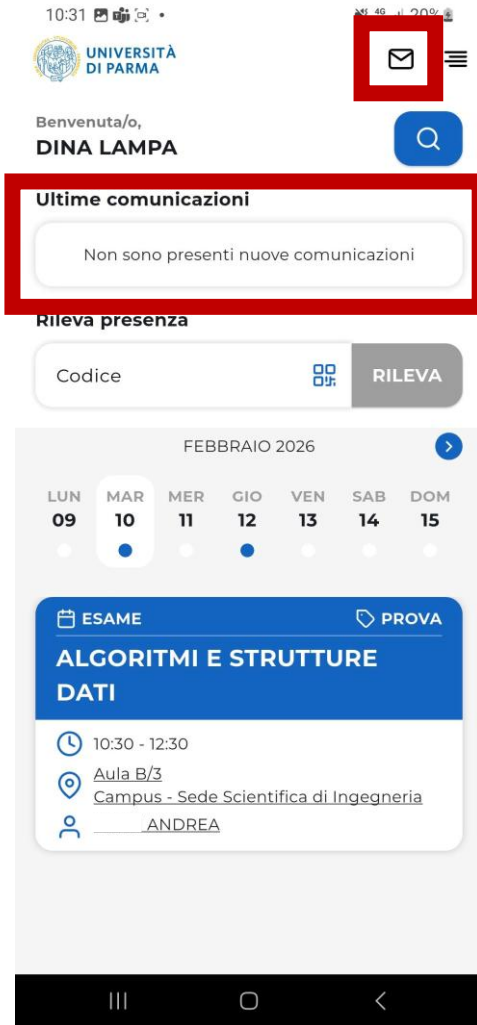 10:31
4G 20%
UNIVERSITÀ
DI PARMA
Benvenuta/o,
DINA LAMPA
Ultime comunicazioni
Non sono presenti nuove comunicazioni
Rileva presenza
Codice RILEVA
FEBBRAIO 2026
LUN MAR MER GIO VEN SAB DOM
09 10 11 12 13 14 15
ESAME PROVA
ALGORITMI E STRUTTURE
DATI
10:30 - 12:30
Aula B/3
Campus - Sede Scientifica di Ingegneria
ANDREA